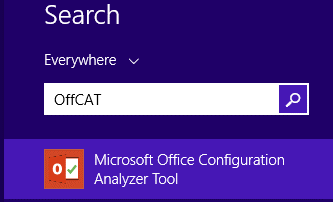 Search
Everywhere
OffCAT
Microsoft Office Configuration
Analyzer Tool